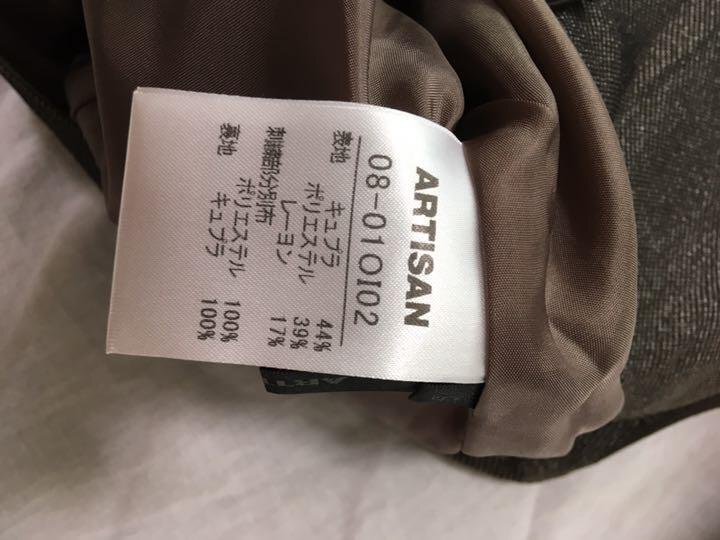 ARTISAN
08-01OI02
表地 キュプラ 44%
ポリエステル 39%
レーヨン 17%
刺繍部分別布
ポリエステル 100%
裏地 キュプラ 100%
ARTI